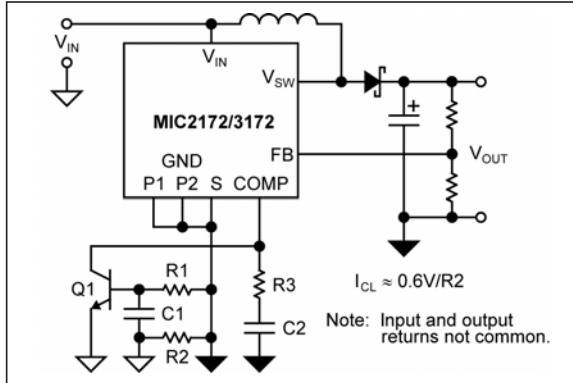 V_IN
V_IN
V_SW
MIC2172/3172
GND
FB
P1 P2 S COMP
V_OUT
+
Q1
R1
C1
R2
R3
C2
I_CL ≈ 0.6V/R2
Note: Input and output
returns not common.